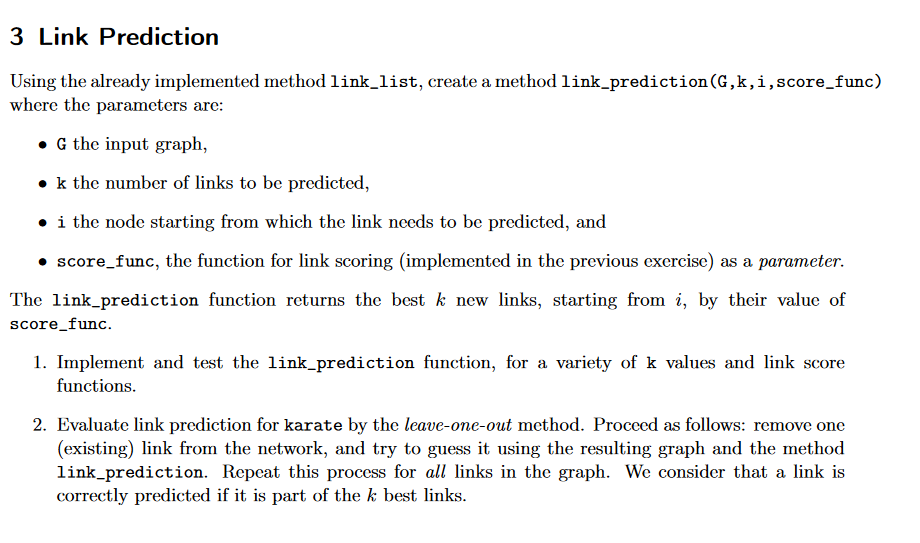 3 Link Prediction
Using the already implemented method link_list, create a method link_prediction(G,k,i,score_func)
where the parameters are:
• G the input graph,
• k the number of links to be predicted,
• i the node starting from which the link needs to be predicted, and
• score_func, the function for link scoring (implemented in the previous exercise) as a parameter.
The link_prediction function returns the best k new links, starting from i, by their value of
score_func.
1. Implement and test the link_prediction function, for a variety of k values and link score
functions.
2. Evaluate link prediction for karate by the leave-one-out method. Proceed as follows: remove one
(existing) link from the network, and try to guess it using the resulting graph and the method
link_prediction. Repeat this process for all links in the graph. We consider that a link is
correctly predicted if it is part of the k best links.